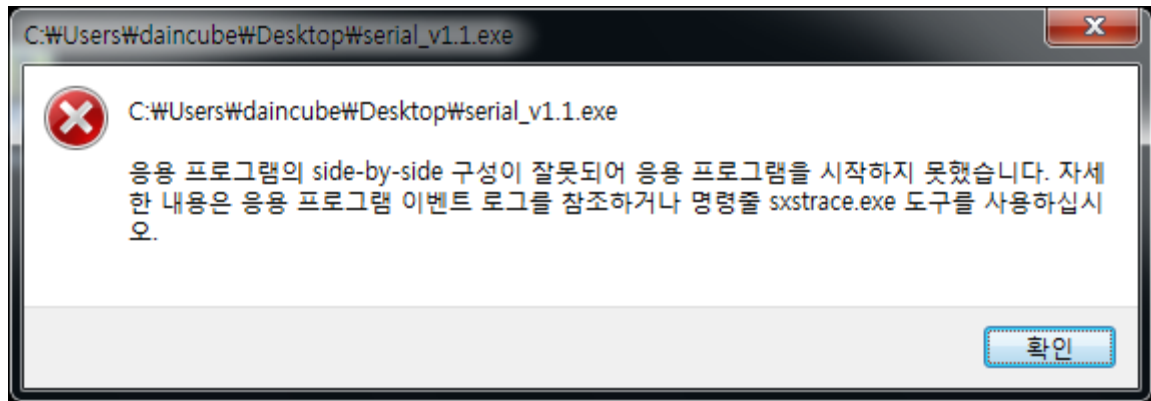 C:₩Users₩daincube₩Desktop₩serial_v1.1.exe
C:₩Users₩daincube₩Desktop₩serial_v1.1.exe
응용 프로그램의 side-by-side 구성이 잘못되어 응용 프로그램을 시작하지 못했습니다. 자세
한 내용은 응용 프로그램 이벤트 로그를 참조하거나 명령줄 sxstrace.exe 도구를 사용하십시
오.
확인